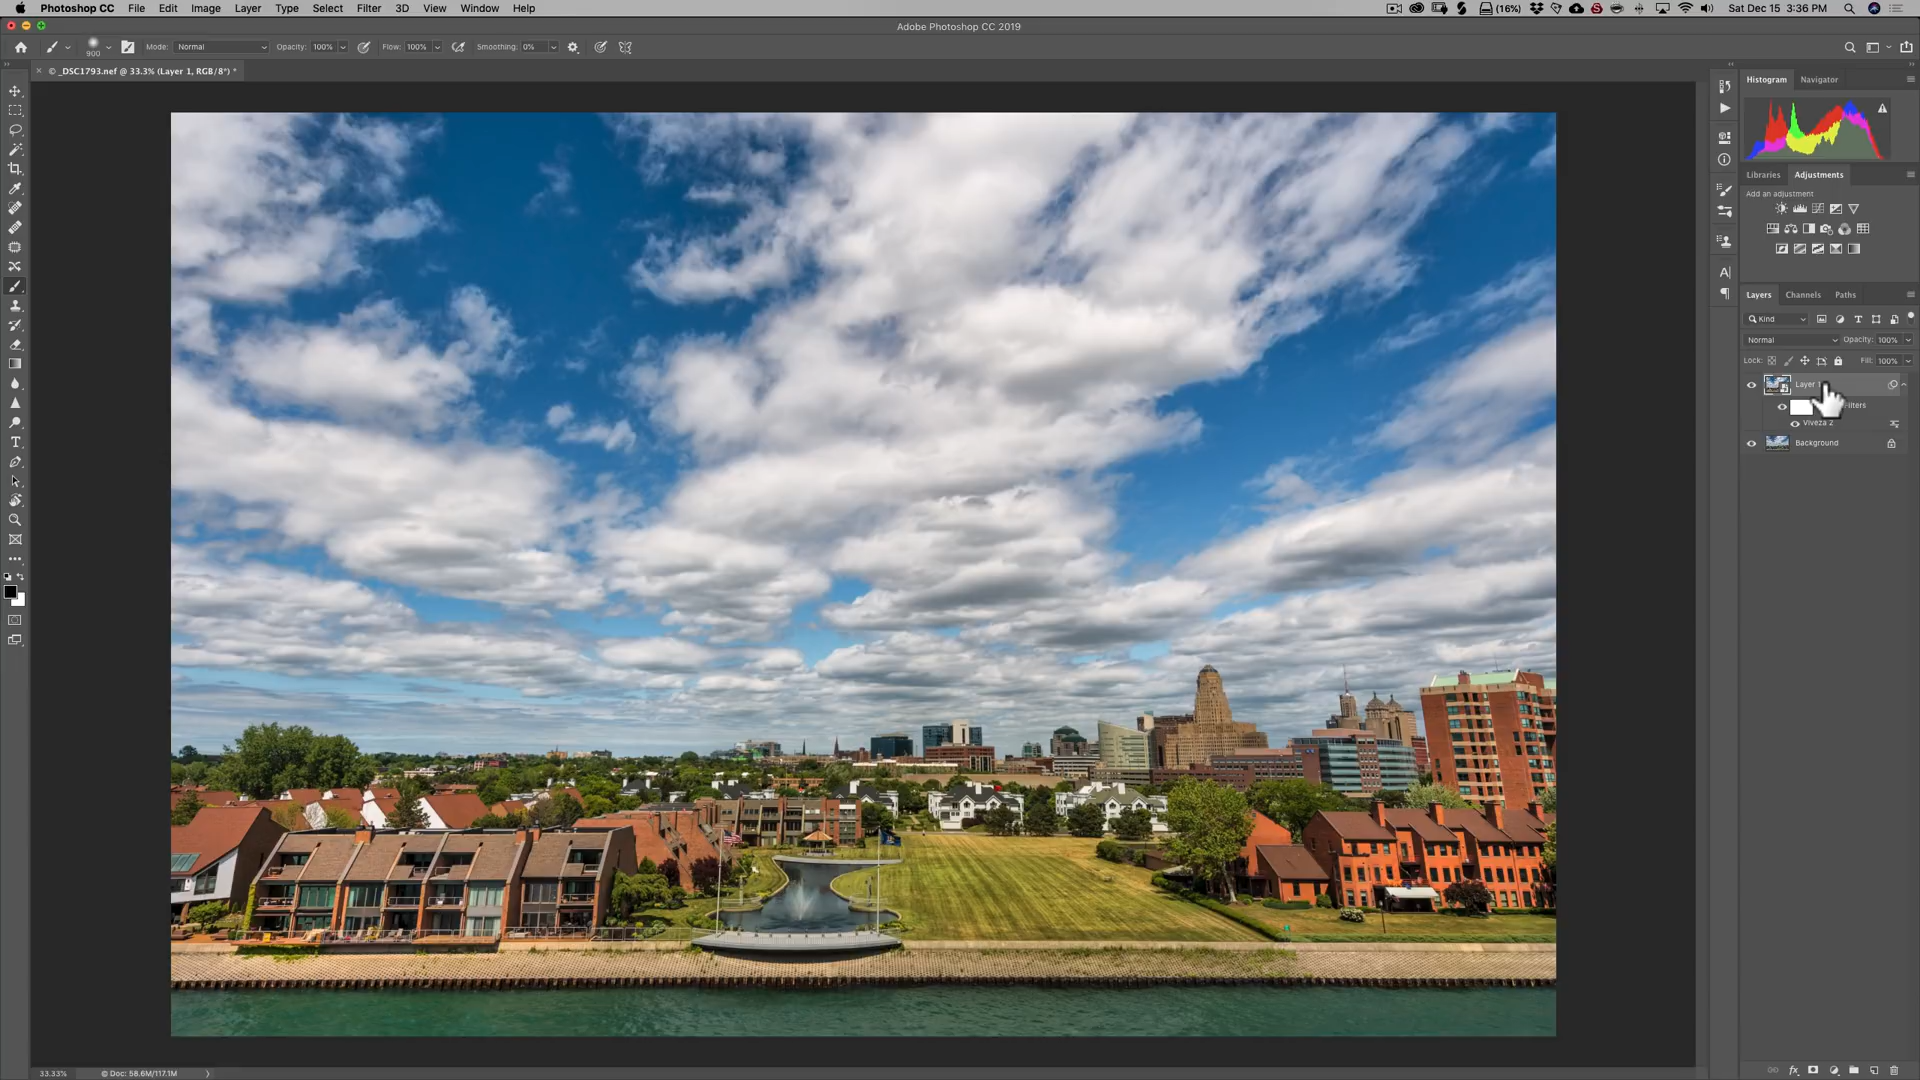 Photoshop CC File Edit Image Layer Type Select Filter 3D View Window Help (16%) Sat Dec 15 3:36 PM
Adobe Photoshop CC 2019
900 Mode: Normal Opacity: 100% Flow: 100% Smoothing: 0%
× © _DSC1793.nef @ 33.3% (Layer 1, RGB/8*) *
Histogram Navigator
Libraries Adjustments
Add an adjustment
Layers Channels Paths
Kind
Normal Opacity: 100%
Lock: Fill: 100%
Layer 1
Filters
Viveza 2
Background
33.33% © Doc: 58.6M/117.1M